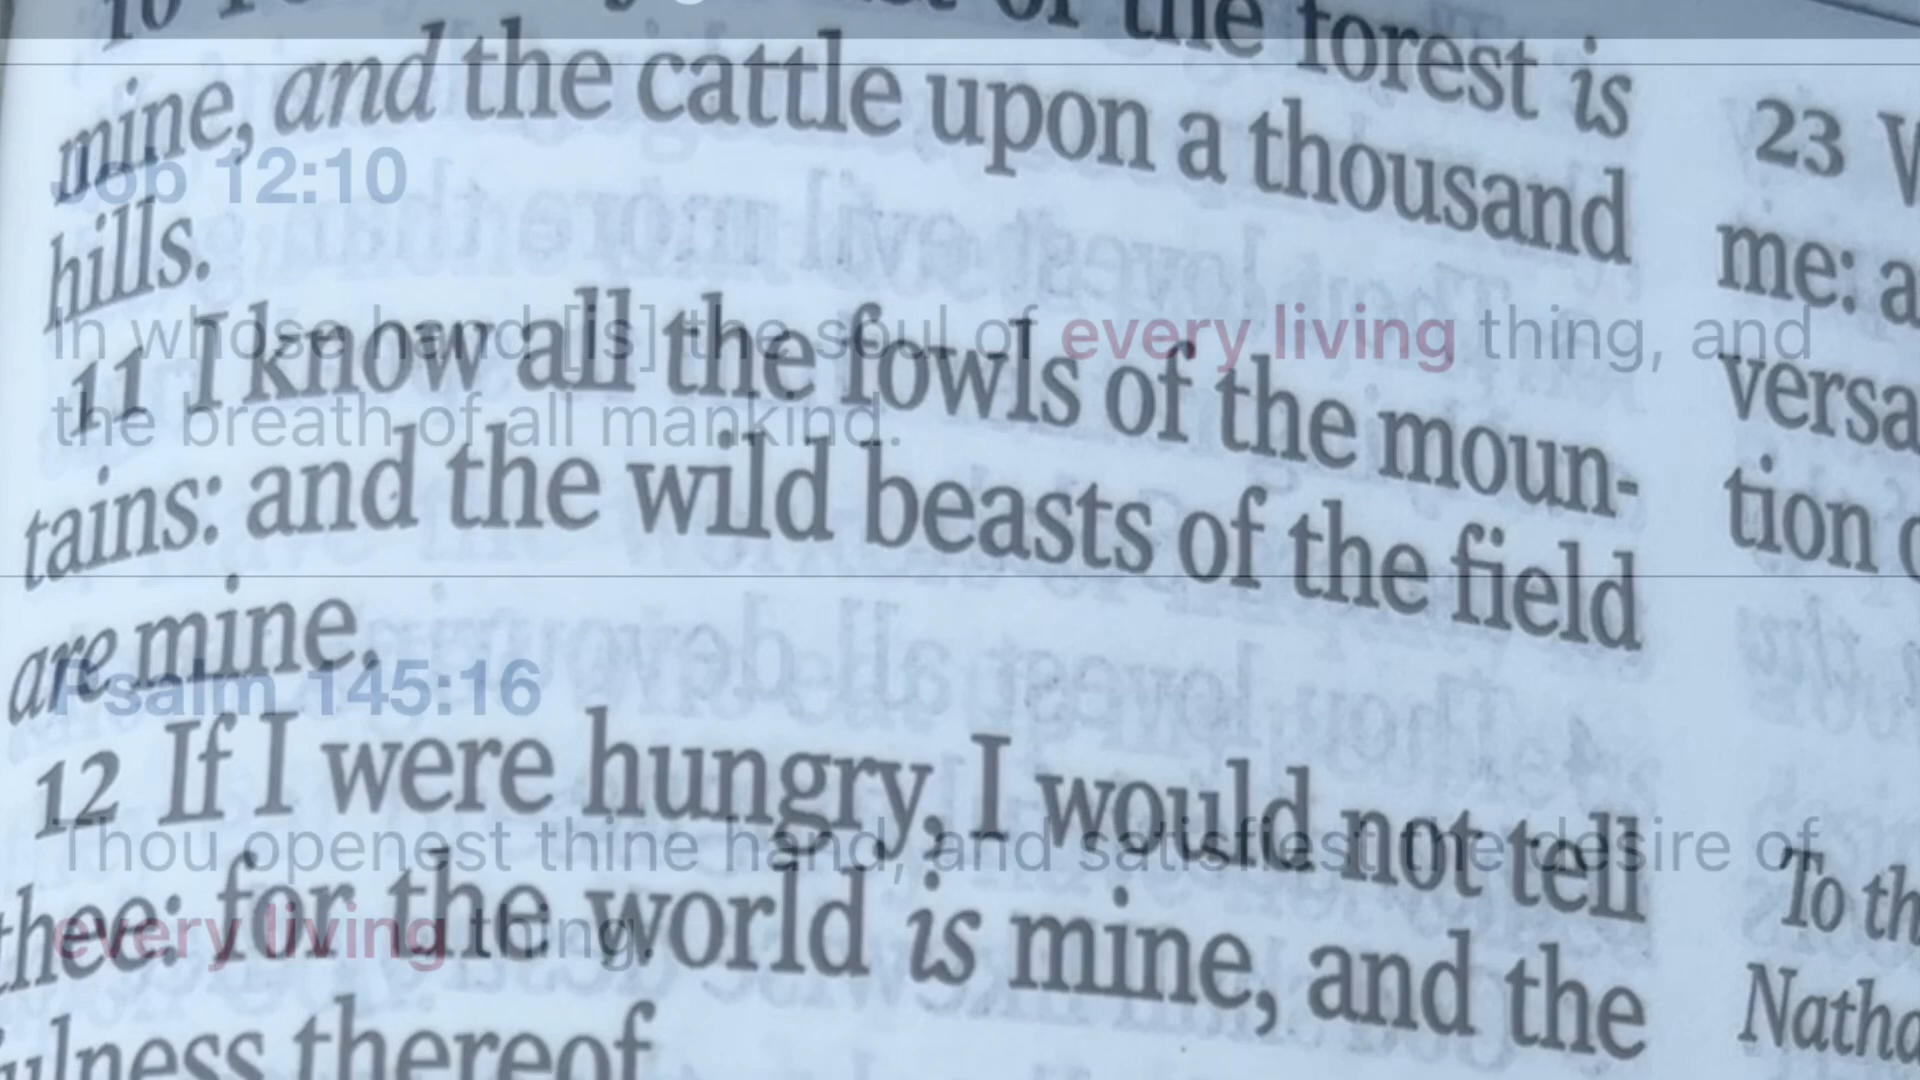 10
of the forest is
mine, and the cattle upon a thousand
hills.
11 I know all the fowls of the moun-
tains: and the wild beasts of the field
are mine.
12 If I were hungry, I would not tell
thee: for the world is mine, and the
ulness thereof
23
me: a
versa
tion
To th
Natha
Job 12:10
In whose hand [is] the soul of every living thing, and
the breath of all mankind.
Psalm 145:16
Thou openest thine hand, and satisfiest the desire of
every living thing.